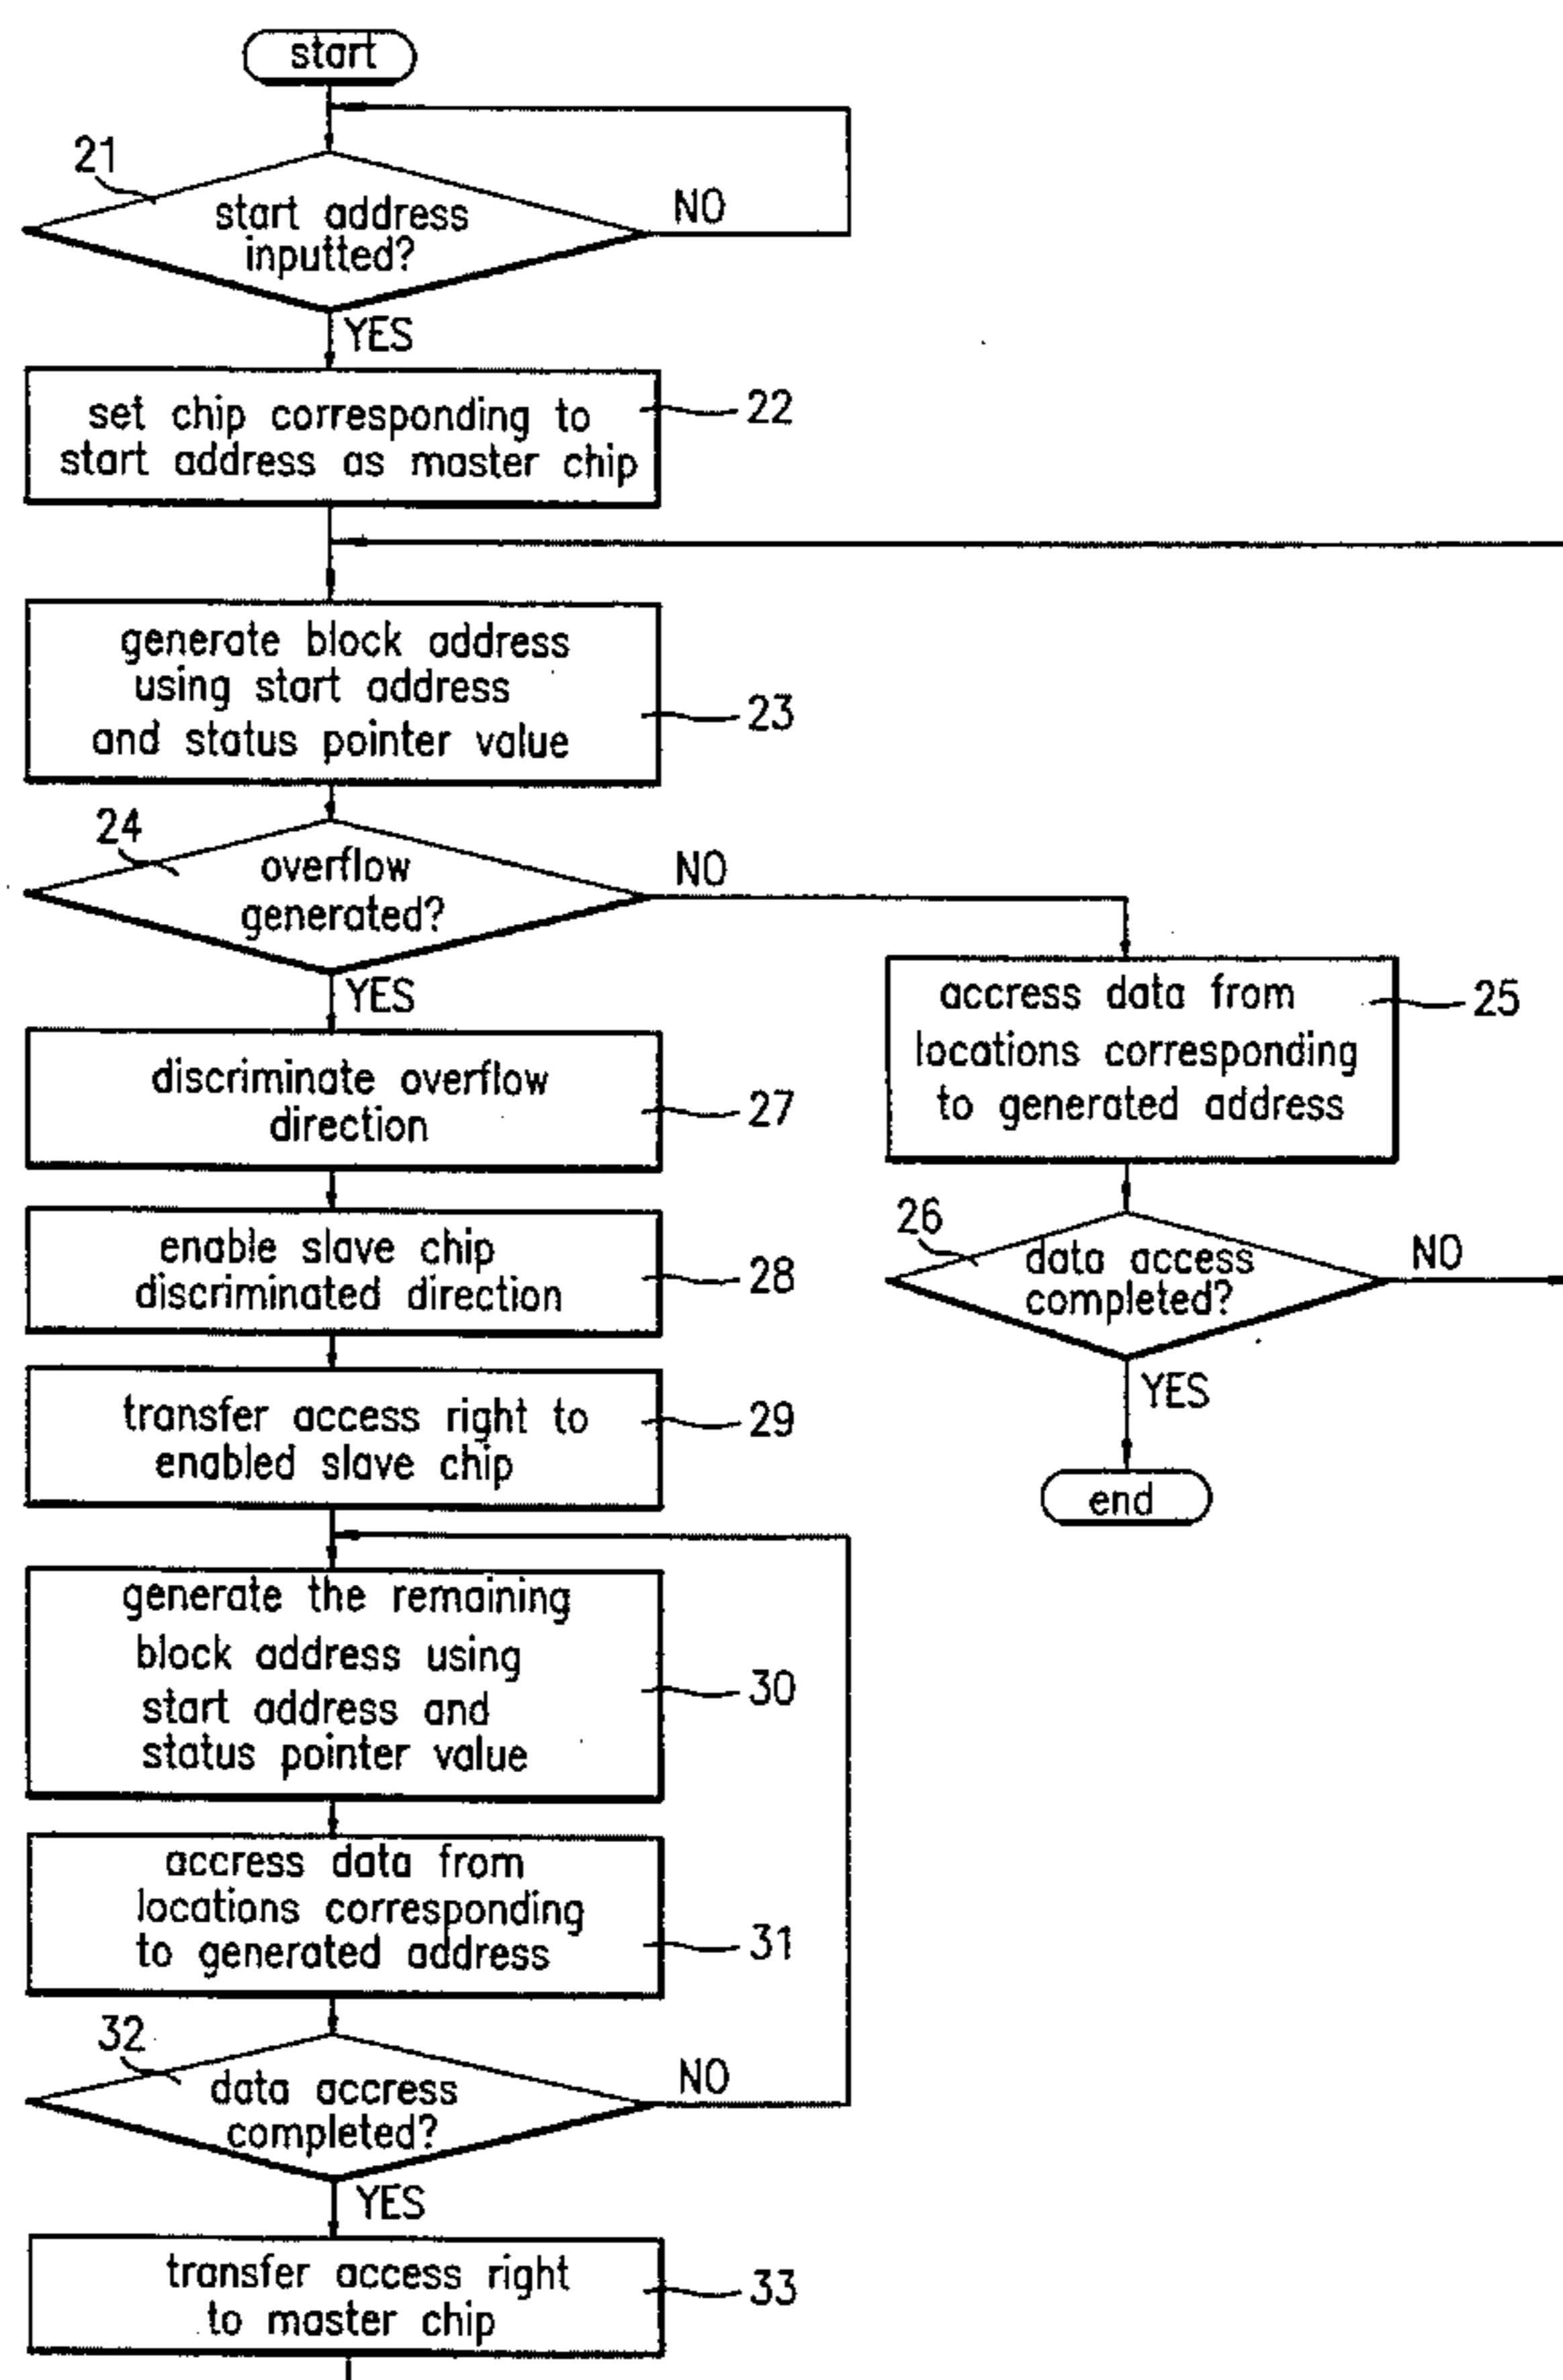 start
21
start address
inputted?
NO
YES
set chip corresponding to
start address as master chip
22
generate block address
using start address
and status pointer value
23
24
overflow
generated?
NO
YES
accress data from
locations corresponding
to generated address
25
discriminate overflow
direction
27
26
data access
completed?
NO
YES
end
enable slave chip
discriminated direction
28
transfer access right to
enabled slave chip
29
generate the remaining
block address using
start address and
status pointer value
30
accress data from
locations corresponding
to generated address
31
32
data accress
completed?
NO
YES
transfer access right
to master chip
33